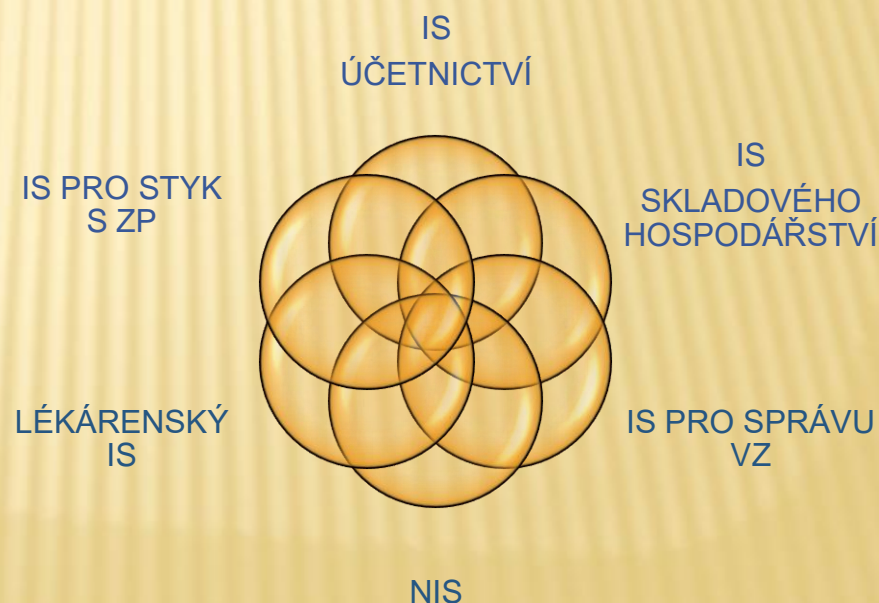 IS
ÚČETNICTVÍ
IS
SKLADOVÉHO
HOSPODÁŘSTVÍ
IS PRO SPRÁVU
VZ
NIS
LÉKÁRENSKÝ
IS
IS PRO STYK
S ZP